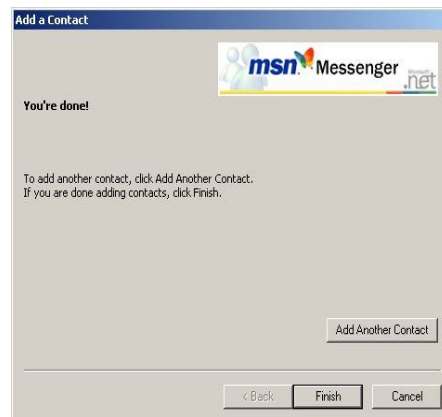 Add a Contact
msn Messenger
Microsoft
.net
You're done!
To add another contact, click Add Another Contact.
If you are done adding contacts, click Finish.
Add Another Contact
< Back Finish Cancel